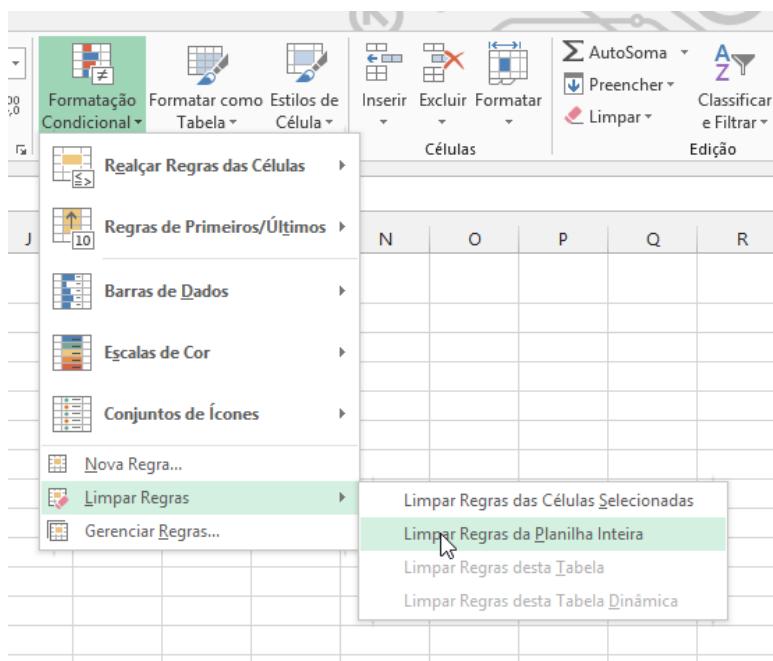 Formatação
Condicional
Formatar como
Tabela
Estilos de
Célula
Inserir
Excluir
Formatar
Células
AutoSoma
Preencher
Limpar
Classificar
e Filtrar
Edição
Realçar Regras das Células
Regras de Primeiros/Últimos
10
Barras de Dados
Escalas de Cor
Conjuntos de Ícones
Nova Regra...
Limpar Regras
Gerenciar Regras...
Limpar Regras das Células Selecionadas
Limpar Regras da Planilha Inteira
Limpar Regras desta Tabela
Limpar Regras desta Tabela Dinâmica
J
N
O
P
Q
R